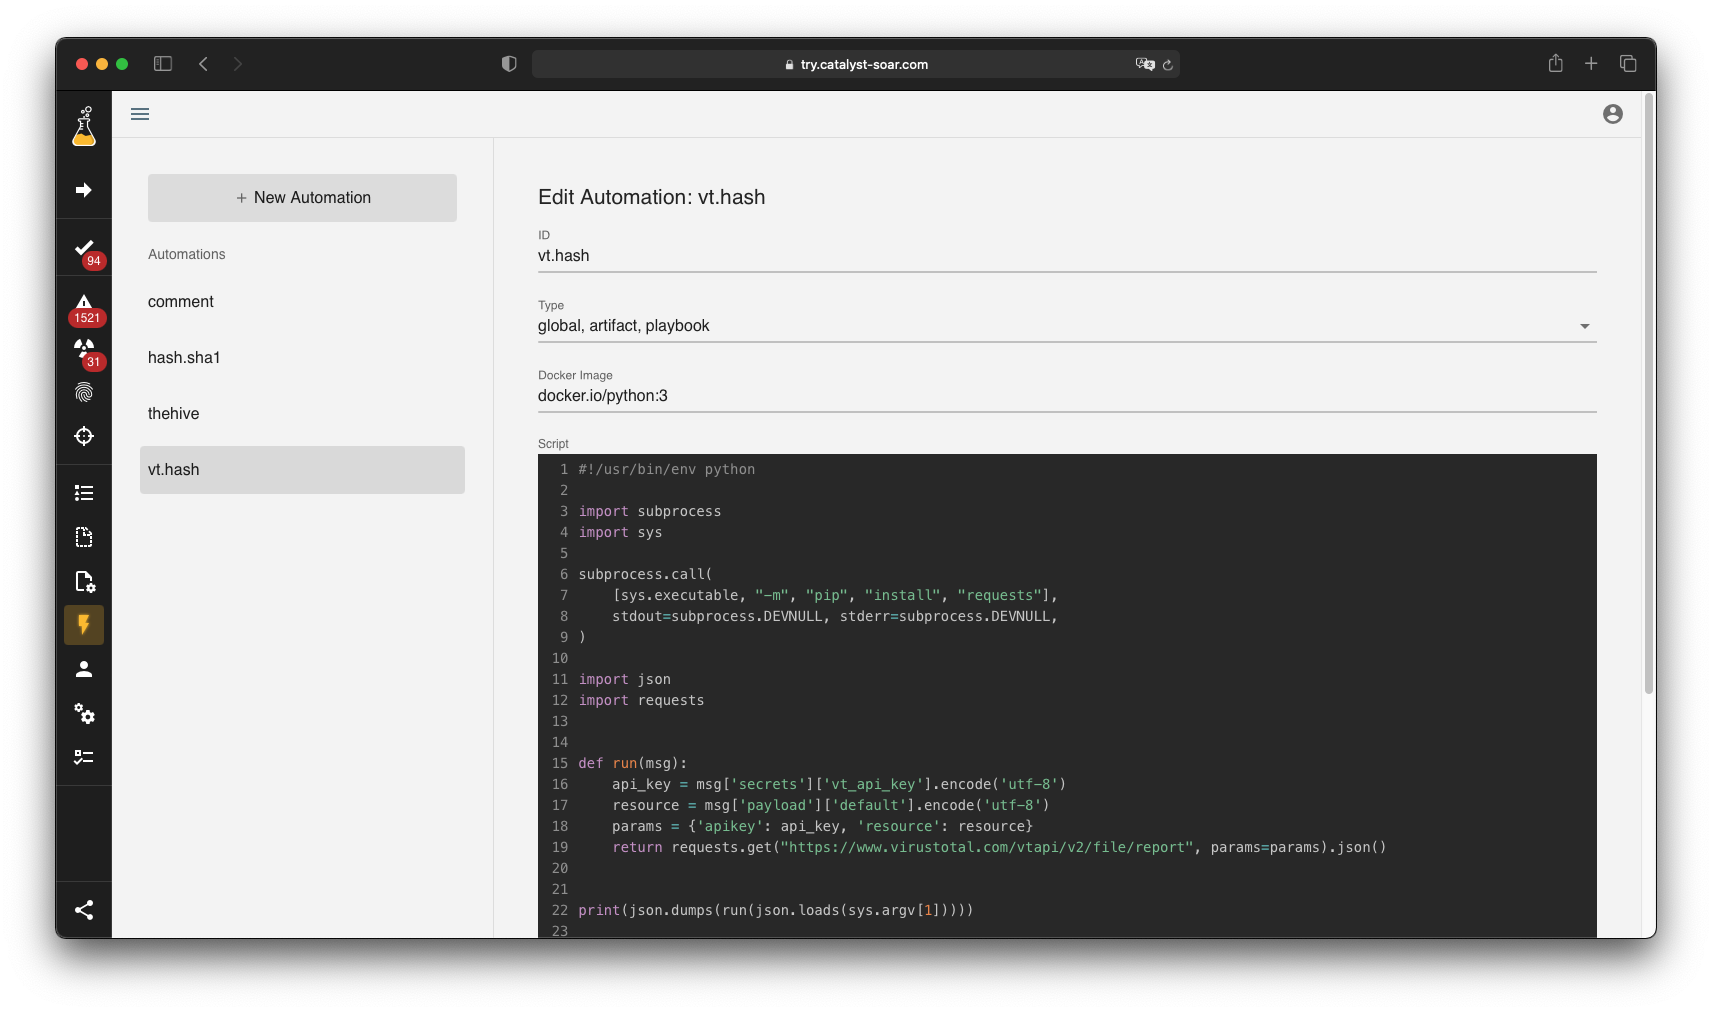 try.catalyst-soar.com
94
1521
31
+ New Automation
Automations
comment
hash.sha1
thehive
vt.hash
Edit Automation: vt.hash
ID
vt.hash
Type
global, artifact, playbook
Docker Image
docker.io/python:3
Script
1 #!/usr/bin/env python
2
3 import subprocess
4 import sys
5
6 subprocess.call(
7     [sys.executable, "-m", "pip", "install", "requests"],
8     stdout=subprocess.DEVNULL, stderr=subprocess.DEVNULL,
9 )
10
11 import json
12 import requests
13
14
15 def run(msg):
16     api_key = msg['secrets']['vt_api_key'].encode('utf-8')
17     resource = msg['payload']['default'].encode('utf-8')
18     params = {'apikey': api_key, 'resource': resource}
19     return requests.get("https://www.virustotal.com/vtapi/v2/file/report", params=params).json()
20
21
22 print(json.dumps(run(json.loads(sys.argv[1]))))
23